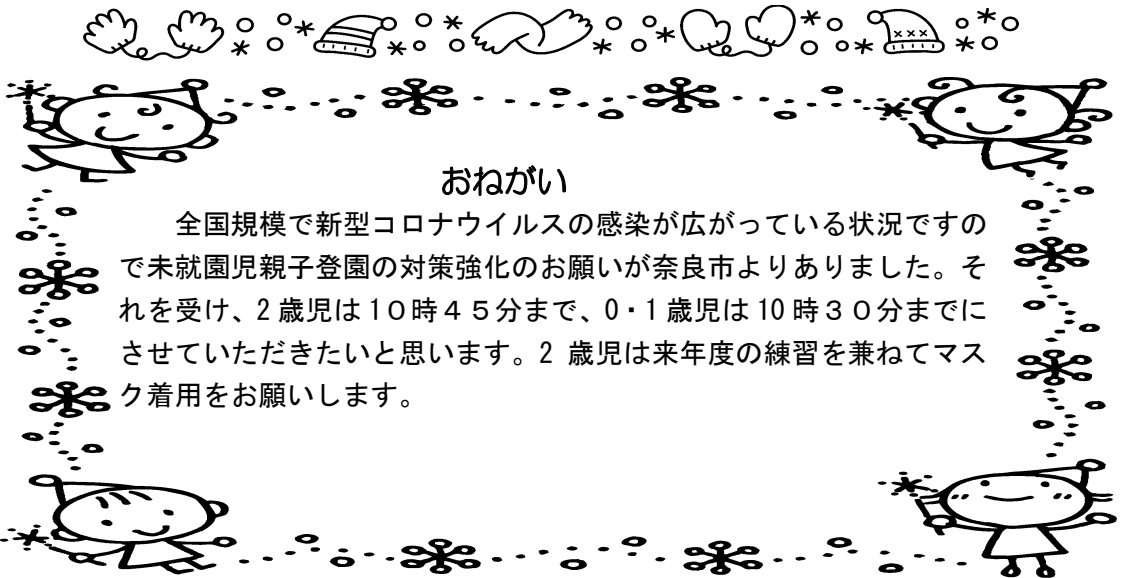 おねがい
全国規模で新型コロナウイルスの感染が広がっている状況ですの
で未就園児親子登園の対策強化のお願いが奈良市よりありました。そ
れを受け、2歳児は10時45分まで、0・1歳児は10時30分までに
させていただきたいと思います。2 歳児は来年度の練習を兼ねてマス
ク着用をお願いします。